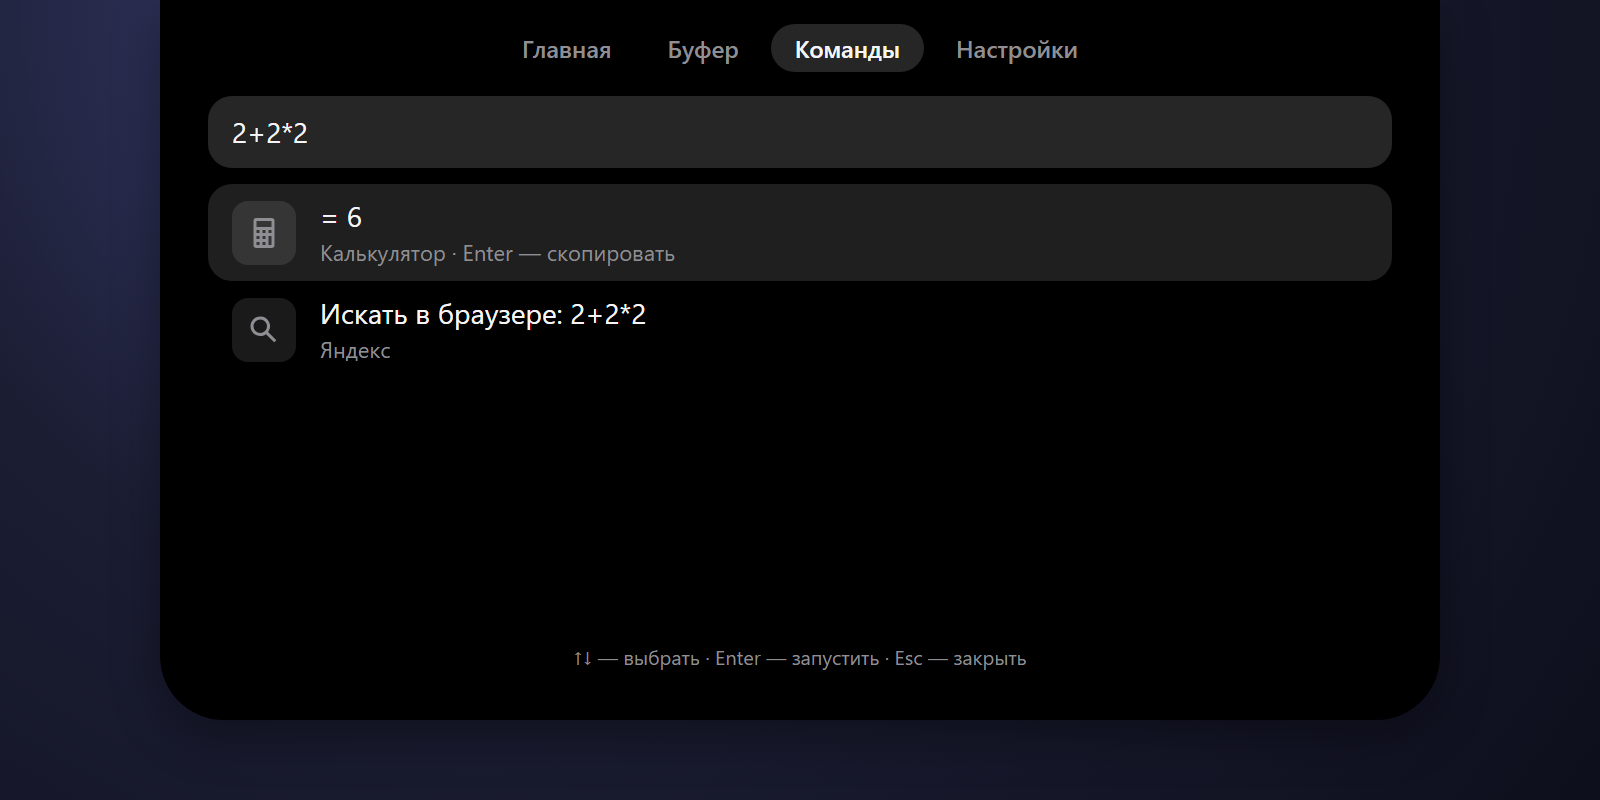 Главная Буфер Команды Настройки
2+2*2
= 6
Калькулятор · Enter — скопировать
Искать в браузере: 2+2*2
Яндекс
↑↓ — выбрать · Enter — запустить · Esc — закрыть